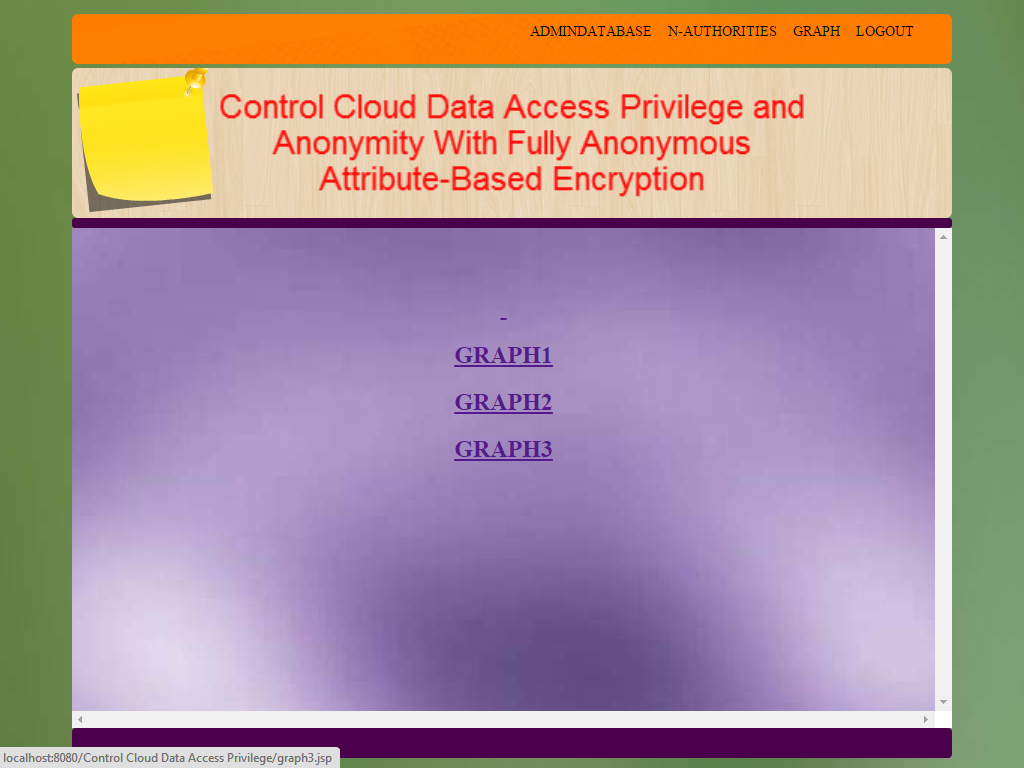 ADMINDATABASE N-AUTHORITIES GRAPH LOGOUT
Control Cloud Data Access Privilege and
Anonymity With Fully Anonymous
Attribute-Based Encryption
-
GRAPH1
GRAPH2
GRAPH3
localhost:8080/Control Cloud Data Access Privilege/graph3.jsp